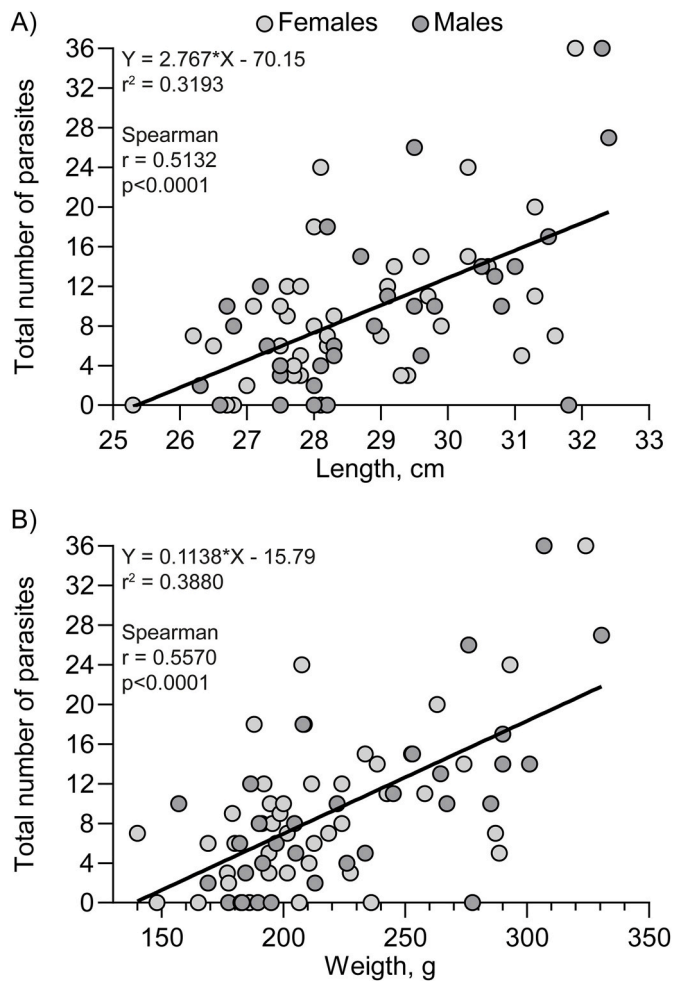 A)
Females Males
Y = 2.767*X - 70.15
r² = 0.3193
Spearman
r = 0.5132
p<0.0001
Total number of parasites
36
32
28
24
20
16
12
8
4
0
25 26 27 28 29 30 31 32 33
Length, cm
B)
Y = 0.1138*X - 15.79
r² = 0.3880
Spearman
r = 0.5570
p<0.0001
Total number of parasites
36
32
28
24
20
16
12
8
4
0
150 200 250 300 350
Weigth, g